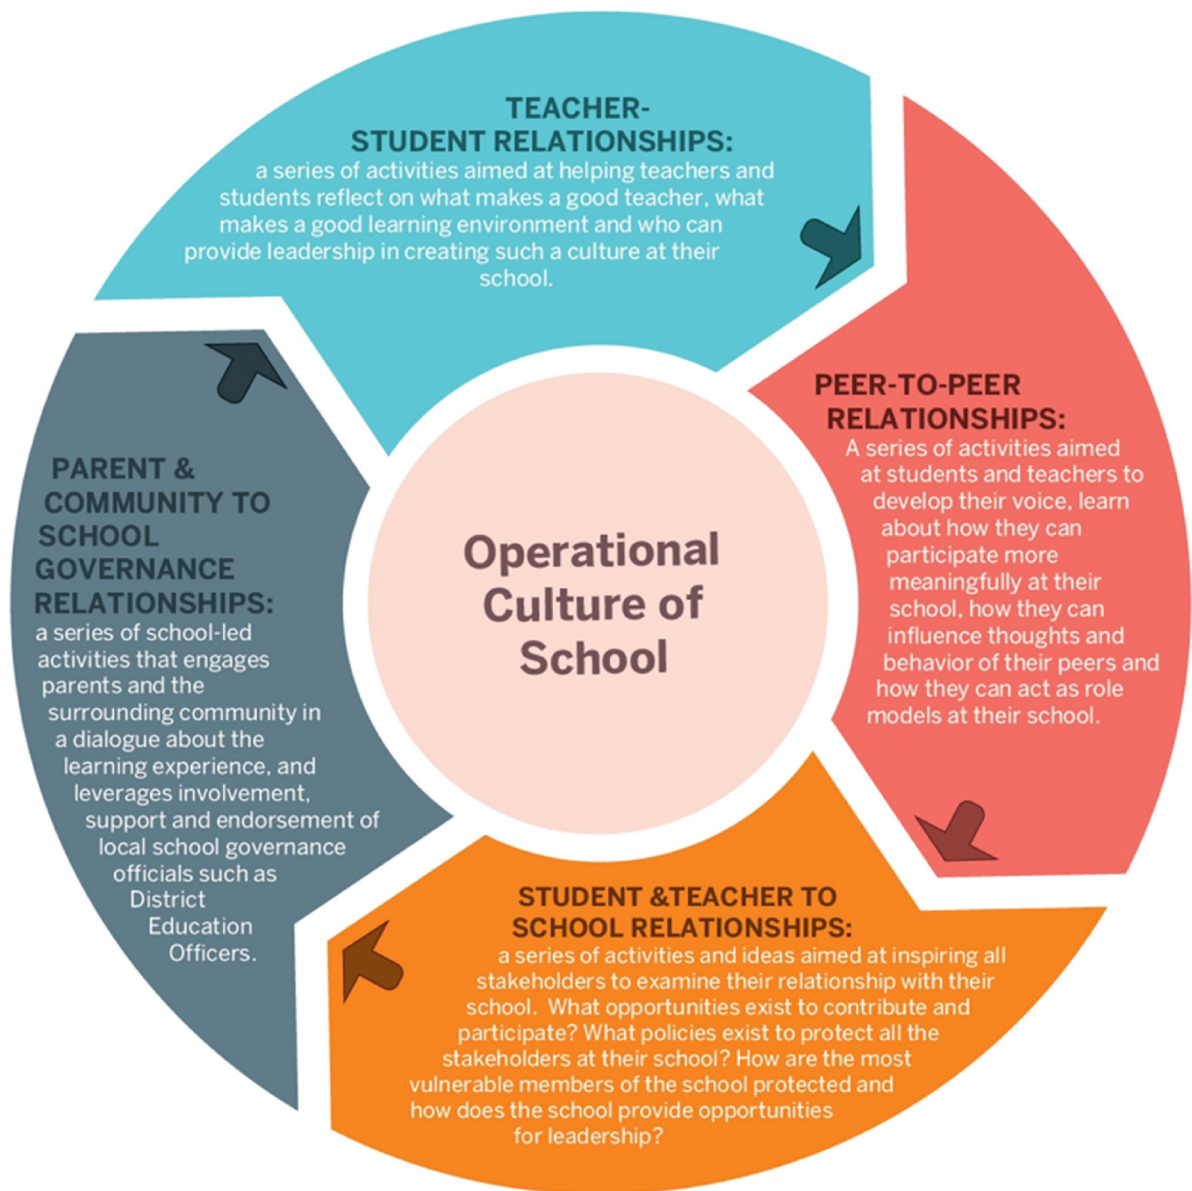 TEACHER-
STUDENT RELATIONSHIPS:
a series of activities aimed at helping teachers and
students reflect on what makes a good teacher, what
makes a good learning environment and who can
provide leadership in creating such a culture at their
school.
PEER-TO-PEER
RELATIONSHIPS:
A series of activities aimed
at students and teachers to
develop their voice, learn
about how they can
participate more
meaningfully at their
school, how they can
influence thoughts and
behavior of their peers and
how they can act as role
models at their school.
STUDENT &TEACHER TO
SCHOOL RELATIONSHIPS:
a series of activities and ideas aimed at inspiring all
stakeholders to examine their relationship with their
school. What opportunities exist to contribute and
participate? What policies exist to protect all the
stakeholders at their school? How are the most
vulnerable members of the school protected and
how does the school provide opportunities
for leadership?
PARENT &
COMMUNITY TO
SCHOOL
GOVERNANCE
RELATIONSHIPS:
a series of school-led
activities that engages
parents and the
surrounding community in
a dialogue about the
learning experience, and
leverages involvement,
support and endorsement of
local school governance
officials such as
District
Education
Officers.
Operational
Culture of
School